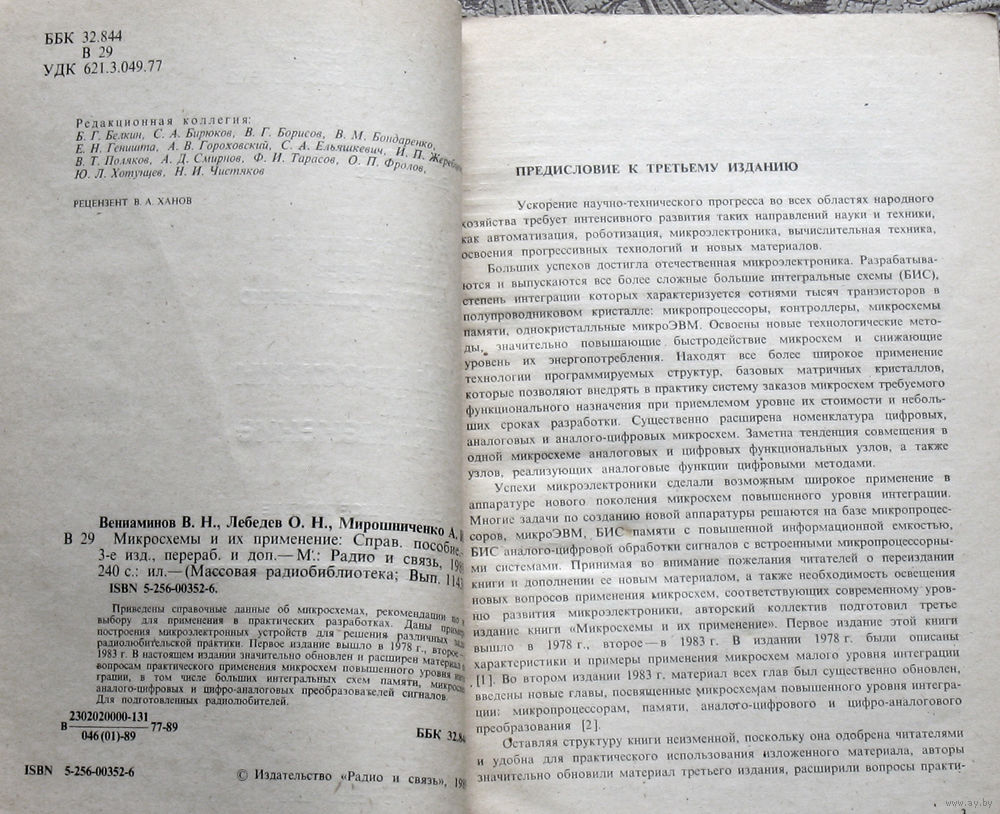 ББК 32.844
В 29
УДК 621.3.049.77
Редакционная коллегия:
Б. Г. Белкин, С. А. Бирюков, В. Г. Борисов, В. М. Бондаренко,
Е. Н. Геништа, А. В. Гороховский, С. А. Ельяшкевич, И. П. Жеребцов,
В. Т. Поляков, А. Д. Смирнов, Ф. И. Тарасов, О. П. Фролов,
Ю. Л. Хотунцев, Н. И. Чистяков
РЕЦЕНЗЕНТ В. А. ХАНОВ
Вениаминов В. Н., Лебедев О. Н., Мирошниченко А.
В 29 Микросхемы и их применение: Справ. пособие.
3-е изд., перераб. и доп.— М.: Радио и связь, 198
240 с.: ил.— (Массовая радиобиблиотека; Вып. 114
ISBN 5-256-00352-6.
Приведены справочные данные об микросхемах, рекомендации по
выбору для применения в практических разработках. Даны
построения микроэлектронных устройств для решения различных
радиолюбительской практики. Первое издание вышло в 1978 г., второе
1983 г. В настоящем издании значительно обновлен и расширен материал
вопросам практического применения микросхем повышенного уровня
грации, в том числе больших интегральных схем памяти,
аналого-цифровых и цифро-аналоговых преобразователей сигналов.
Для подготовленных радиолюбителей.
В 2302020000-131 77-89
046(01)-89
ББК 32.84
ISBN 5-256-00352-6
© Издательство «Радио и связь», 198
ПРЕДИСЛОВИЕ К ТРЕТЬЕМУ ИЗДАНИЮ
Ускорение научно-технического прогресса во всех областях народного
хозяйства требует интенсивного развития таких направлений науки и техники,
как автоматизация, роботизация, микроэлектроника, вычислительная техника,
освоения прогрессивных технологий и новых материалов.
Больших успехов достигла отечественная микроэлектроника. Разрабатыва-
ются и выпускаются все более сложные большие интегральные схемы (БИС),
степень интеграции которых характеризуется сотнями тысяч транзисторов в
полупроводниковом кристалле: микропроцессоры, контроллеры, микросхемы
памяти, однокристалльные микроЭВМ. Освоены новые технологические мето-
ды, значительно повышающие быстродействие микросхем и снижающие
уровень их энергопотребления. Находят все более широкое применение
технологии программируемых структур, базовых матричных кристаллов,
которые позволяют внедрять в практику систему заказов микросхем требуемого
функционального назначения при приемлемом уровне их стоимости и неболь-
ших сроках разработки. Существенно расширена номенклатура цифровых,
аналоговых и аналого-цифровых микросхем. Заметна тенденция совмещения в
одной микросхеме аналоговых и цифровых функциональных узлов, а также
узлов, реализующих аналоговые функции цифровыми методами.
Успехи микроэлектроники сделали возможным широкое применение в
аппаратуре нового поколения микросхем повышенного уровня интеграции.
Многие задачи по созданию новой аппаратуры решаются на базе микропроцес-
соров, микроЭВМ, БИС памяти с повышенной информационной емкостью,
БИС аналого-цифровой обработки сигналов с встроенными микропроцессорны-
ми системами. Принимая во внимание пожелания читателей о переиздании
книги и дополнении ее новым материалом, а также необходимость освещения
новых вопросов применения микросхем, соответствующих современному уров-
ню развития микроэлектроники, авторский коллектив подготовил третье
издание книги «Микросхемы и их применение». Первое издание этой книги
вышло в 1978 г., второе — в 1983 г. В издании 1978 г. были описаны
характеристики и примеры применения микросхем малого уровня интеграции
[1]. Во втором издании 1983 г. материал всех глав был существенно обновлен,
введены новые главы, посвященные микросхемам повышенного уровня интегра-
ции: микропроцессорам, памяти, аналого-цифрового и цифро-аналогового
преобразования [2].
Оставляя структуру книги неизменной, поскольку она одобрена читателями
и удобна для практического использования изложенного материала, авторы
значительно обновили материал третьего издания, расширили вопросы практи-
3
www.ay.by